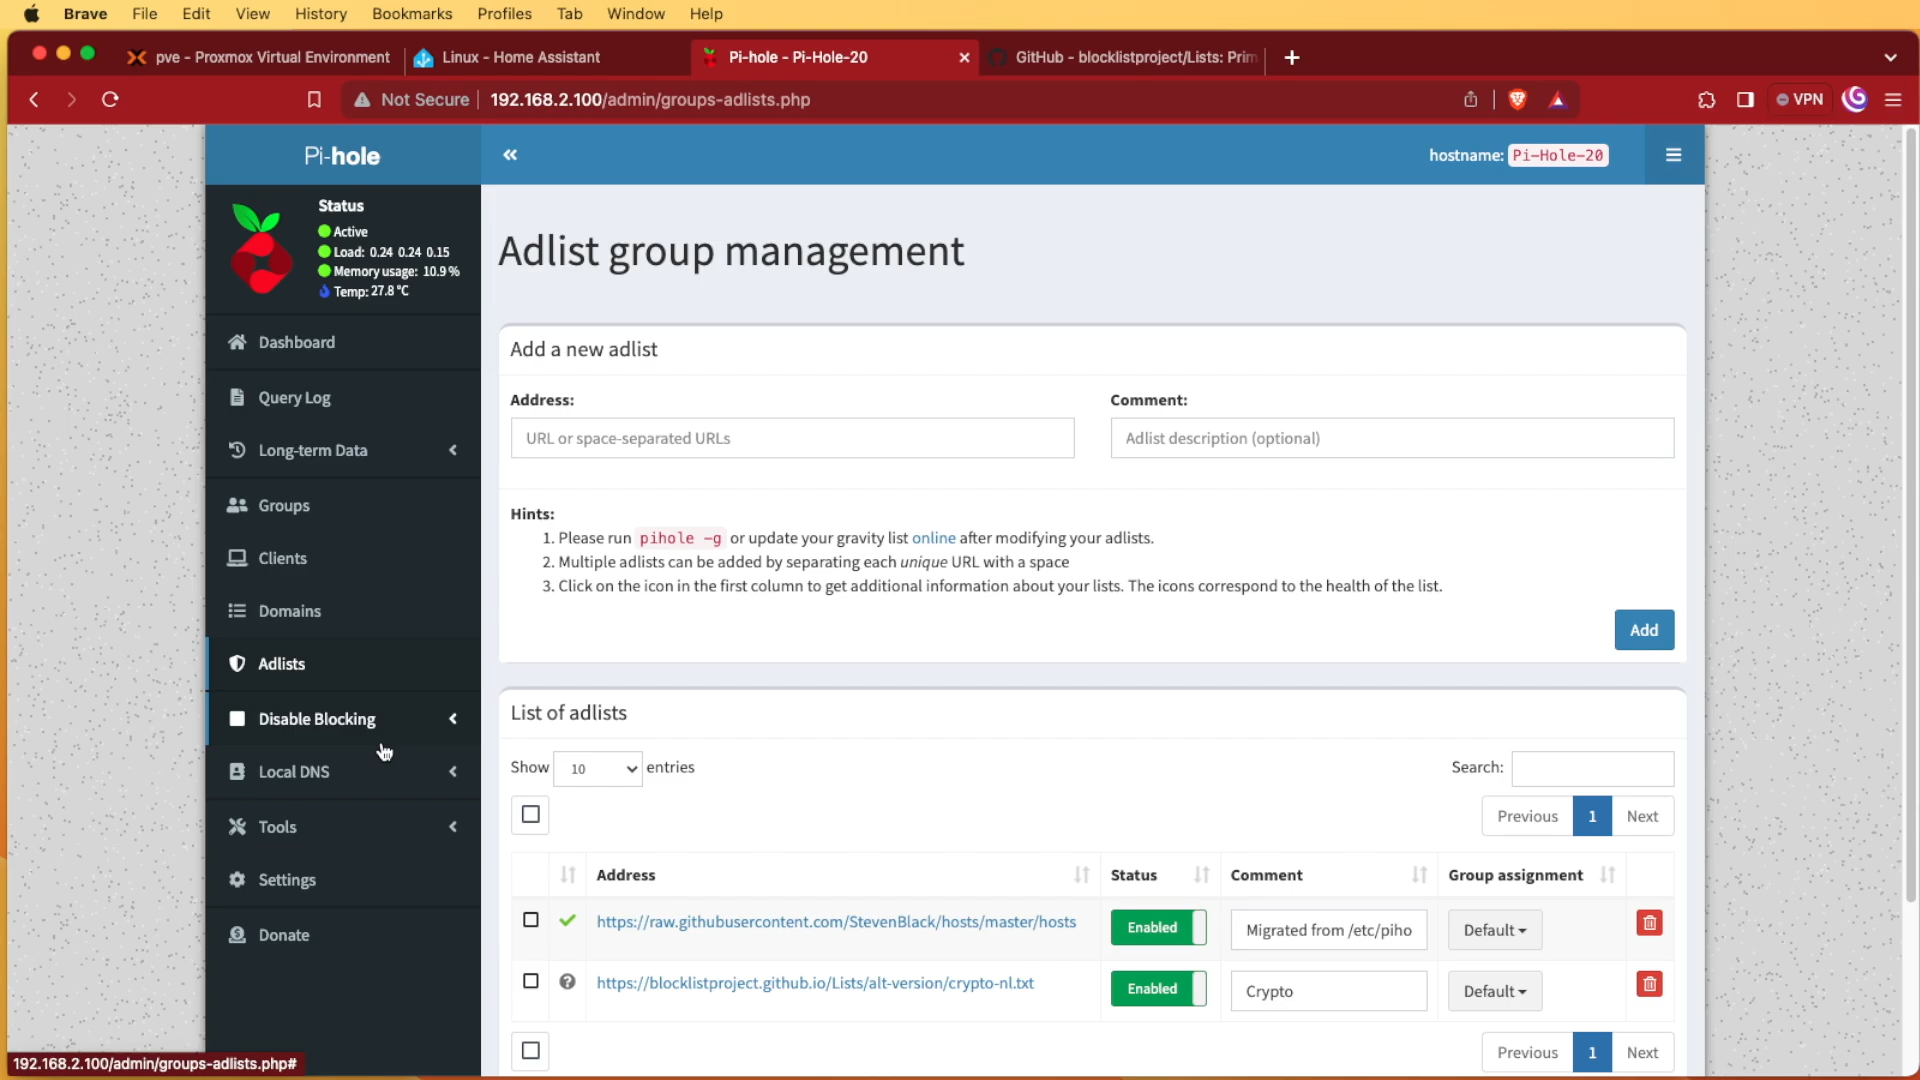 Brave File Edit View History Bookmarks Profiles Tab Window Help
pve - Proxmox Virtual Environment
Linux - Home Assistant
Pi-hole - Pi-Hole-20
GitHub - blocklistproject/Lists: Prim
Not Secure
192.168.2.100/admin/groups-adlists.php
VPN
Pi-hole
hostname: Pi-Hole-20
Status
Active
Load: 0.24 0.24 0.15
Memory usage: 10.9 %
Temp: 27.8 °C
Dashboard
Query Log
Long-term Data
Groups
Clients
Domains
Adlists
Disable Blocking
Local DNS
Tools
Settings
Donate
Adlist group management
Add a new adlist
Address:
Comment:
URL or space-separated URLs
Adlist description (optional)
Hints:
1. Please run pihole -g or update your gravity list online after modifying your adlists.
2. Multiple adlists can be added by separating each unique URL with a space
3. Click on the icon in the first column to get additional information about your lists. The icons correspond to the health of the list.
Add
List of adlists
Show 10 entries
Search:
Previous 1 Next
Address Status Comment Group assignment
https://raw.githubusercontent.com/StevenBlack/hosts/master/hosts Enabled Migrated from /etc/piho Default
https://blocklistproject.github.io/Lists/alt-version/crypto-nl.txt Enabled Crypto Default
Previous 1 Next
192.168.2.100/admin/groups-adlists.php#